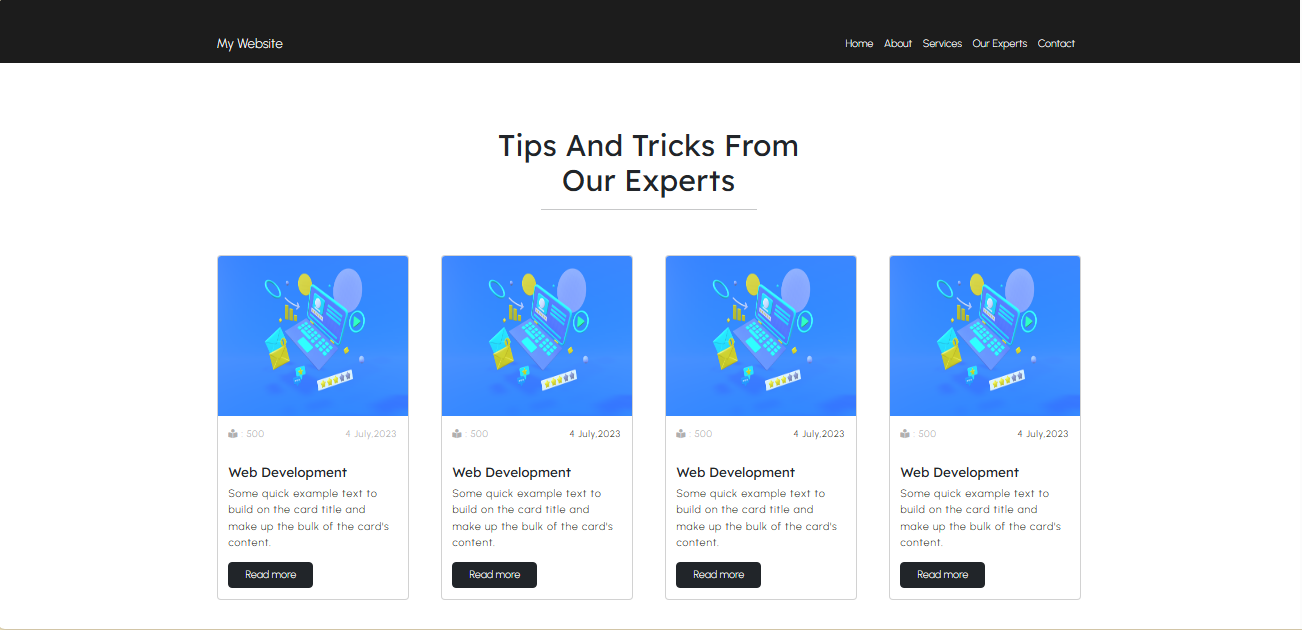 My Website
Home About Services Our Experts Contact
Tips And Tricks From
Our Experts
: 500 4 July,2023
Web Development
Some quick example text to
build on the card title and
make up the bulk of the card's
content.
Read more
: 500 4 July,2023
Web Development
Some quick example text to
build on the card title and
make up the bulk of the card's
content.
Read more
: 500 4 July,2023
Web Development
Some quick example text to
build on the card title and
make up the bulk of the card's
content.
Read more
: 500 4 July,2023
Web Development
Some quick example text to
build on the card title and
make up the bulk of the card's
content.
Read more